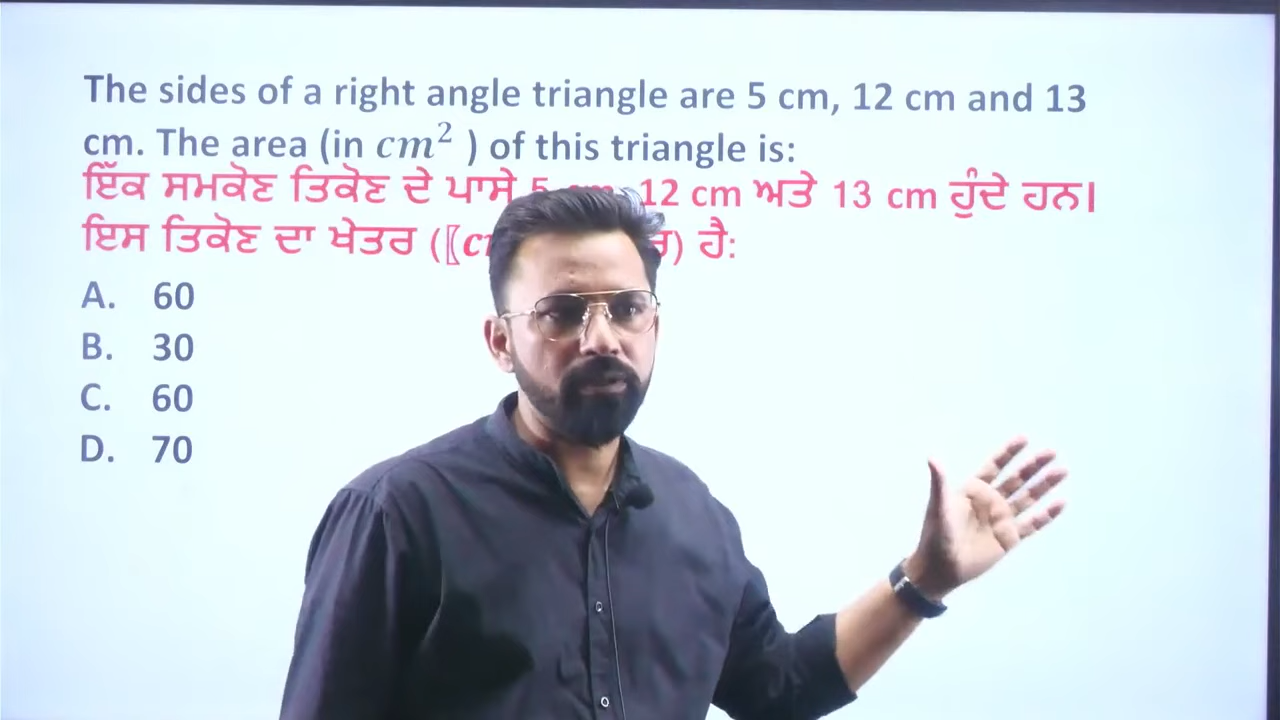 The sides of a right angle triangle are 5 cm, 12 cm and 13
cm. The area (in cm² ) of this triangle is:
ਇੱਕ ਸਮਕੋਣ ਤਿਕੋਣ ਦੇ ਪਾਸੇ 12 cm ਅਤੇ 13 cm ਹੁੰਦੇ ਹਨ।
ਇਸ ਤਿਕੋਣ ਦਾ ਖੇਤਰ ( ) ਹੈ:
A. 60
B. 30
C. 60
D. 70